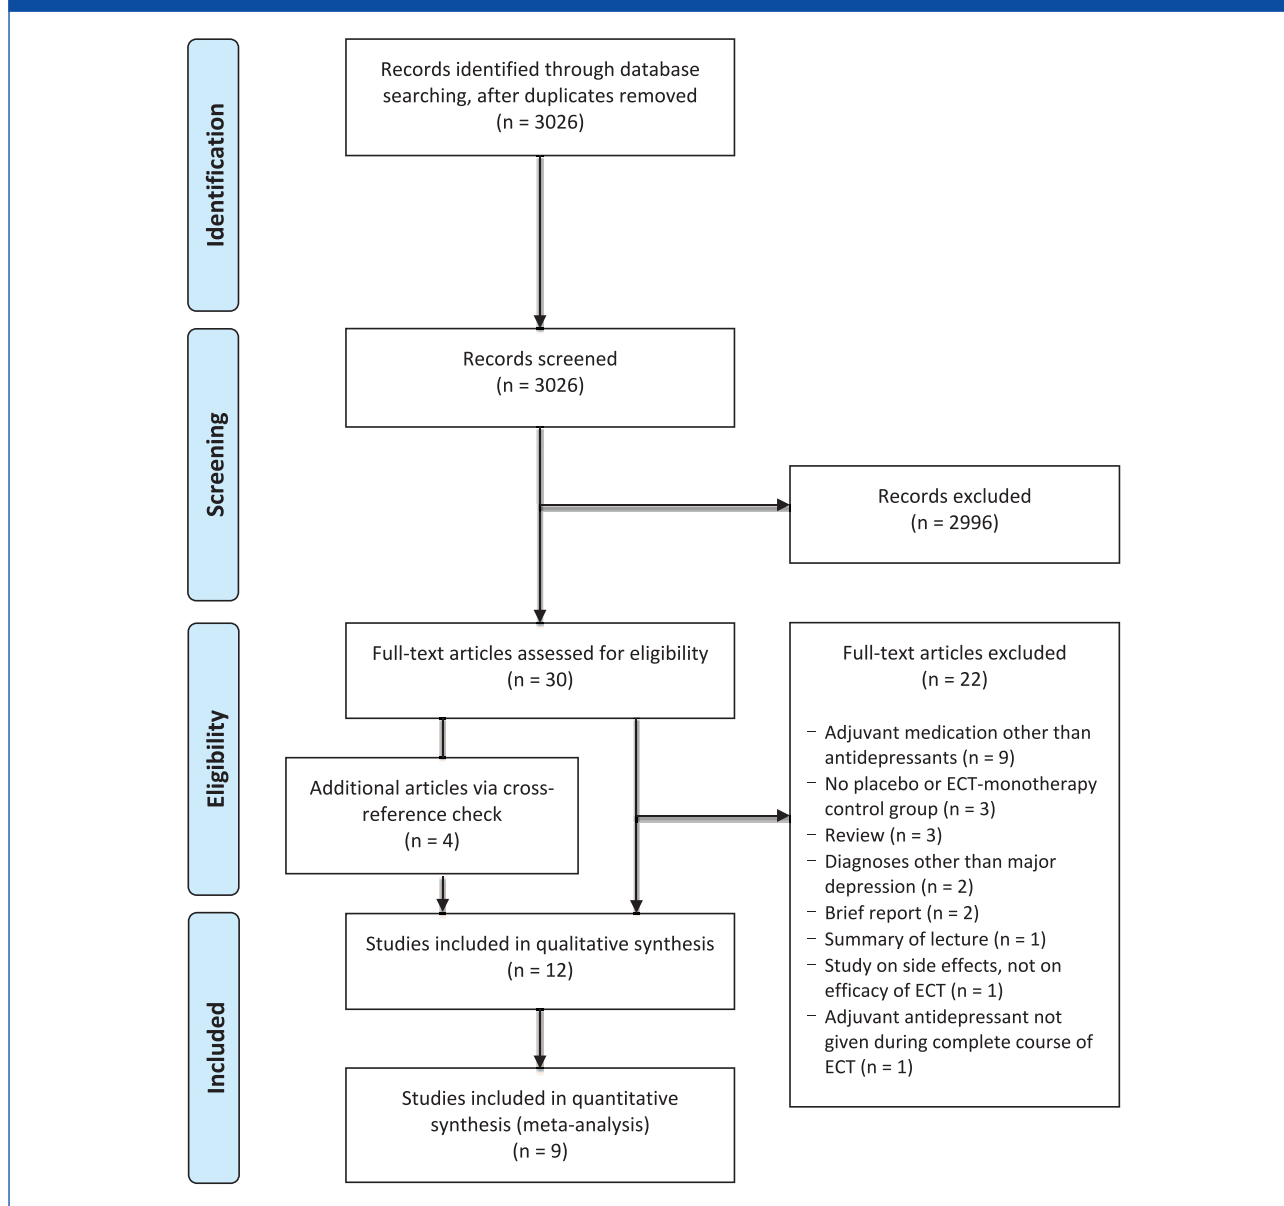 Identification
Records identified through database
searching, after duplicates removed
(n = 3026)
Screening
Records screened
(n = 3026)
Records excluded
(n = 2996)
Eligibility
Full-text articles assessed for eligibility
(n = 30)
Additional articles via cross-
reference check
(n = 4)
Full-text articles excluded
(n = 22)
– Adjuvant medication other than
antidepressants (n = 9)
– No placebo or ECT-monotherapy
control group (n = 3)
– Review (n = 3)
– Diagnoses other than major
depression (n = 2)
– Brief report (n = 2)
– Summary of lecture (n = 1)
– Study on side effects, not on
efficacy of ECT (n = 1)
– Adjuvant antidepressant not
given during complete course of
ECT (n = 1)
Included
Studies included in qualitative synthesis
(n = 12)
Studies included in quantitative
synthesis (meta-analysis)
(n = 9)